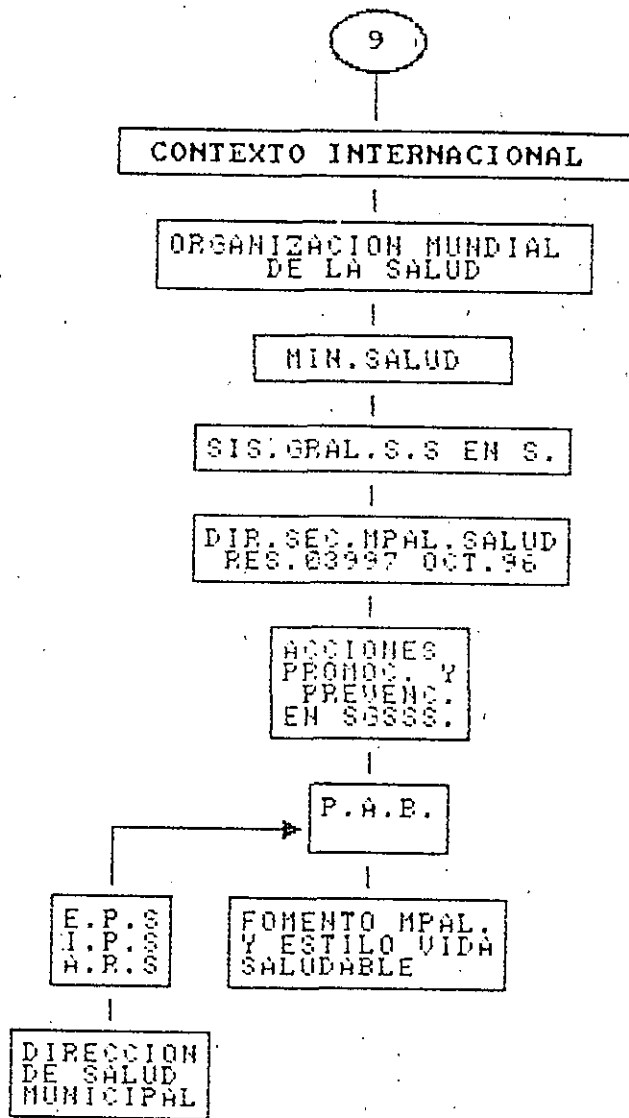 9
CONTEXTO INTERNACIONAL
ORGANIZACION MUNDIAL
DE LA SALUD
MIN.SALUD
SIS.GRAL.S.S EN S.
DIR.SEC.MPAL.SALUD
RES.03997 OCT.96
ACCIONES
PROMOC. Y
PREVENC.
EN SGSSS.
P.A.B.
E.P.S
I.P.S
A.R.S
FOMENTO MPAL.
Y ESTILO VIDA
SALUDABLE
DIRECCION
DE SALUD
MUNICIPAL